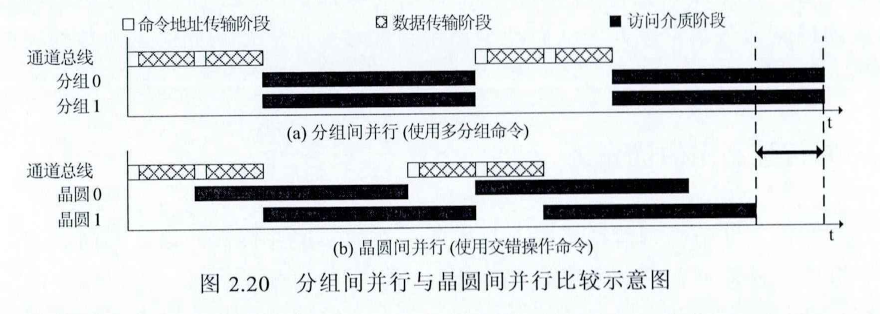 命令地址传输阶段 数据传输阶段 访问介质阶段
通道总线
分组0
分组1
t
(a) 分组间并行(使用多分组命令)
通道总线
晶圆0
晶圆1
t
(b) 晶圆间并行(使用交错操作命令)
图 2.20 分组间并行与晶圆间并行比较示意图